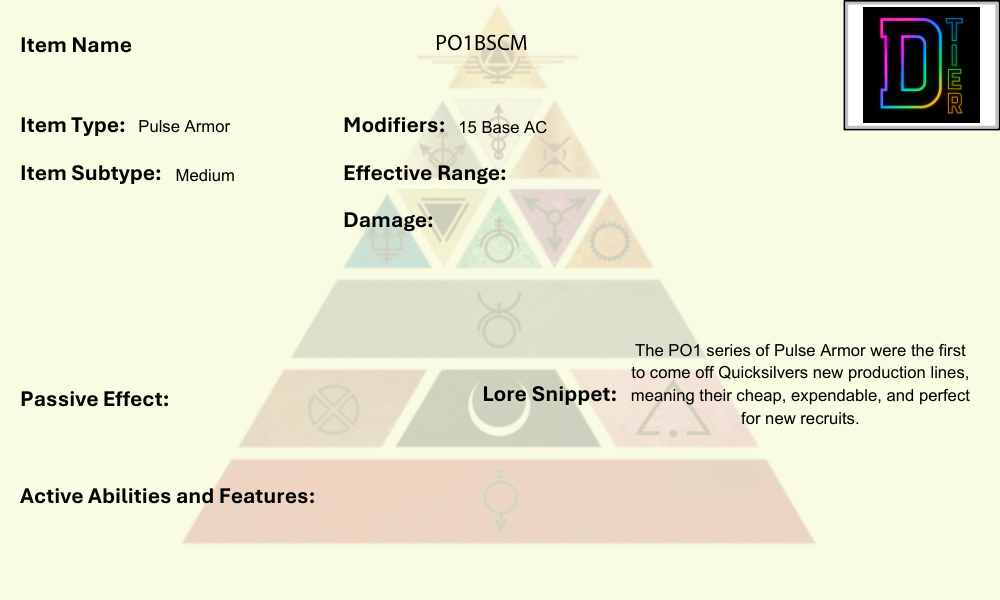 Item Name PO1BSCM
D TIER
Item Type: Pulse Armor Modifiers: 15 Base AC
Item Subtype: Medium Effective Range:
Damage:
The PO1 series of Pulse Armor were the first
to come off Quicksilvers new production lines,
Passive Effect: Lore Snippet: meaning their cheap, expendable, and perfect
for new recruits.
Active Abilities and Features: